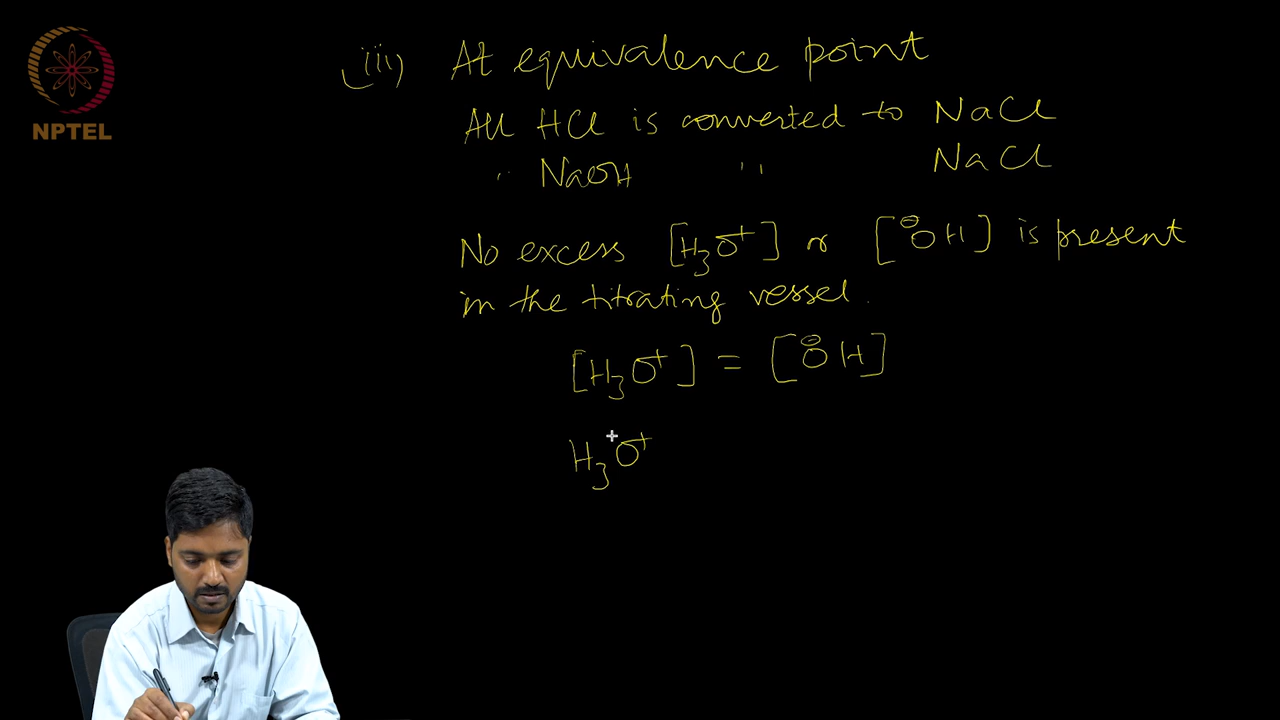 NPTEL
(iii) At equivalence point
All HCl is converted to NaCl
" NaOH " NaCl
No excess [H₃O⁺] or [⊖OH] is present
in the titrating vessel.
[H₃O⁺] = [⊖OH]
H₃O⁺